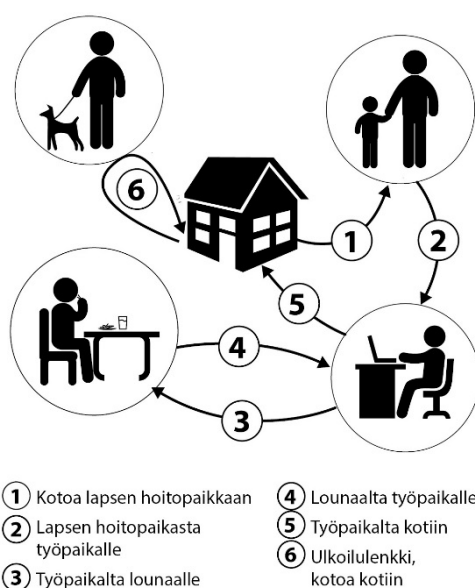 6
1
2
5
4
3
1 Kotoa lapsen hoitopaikkaan
2 Lapsen hoitopaikasta
työpaikalle
3 Työpaikalta lounaalle
4 Lounaalta työpaikalle
5 Työpaikalta kotiin
6 Ulkoilulenkki,
kotoa kotiin